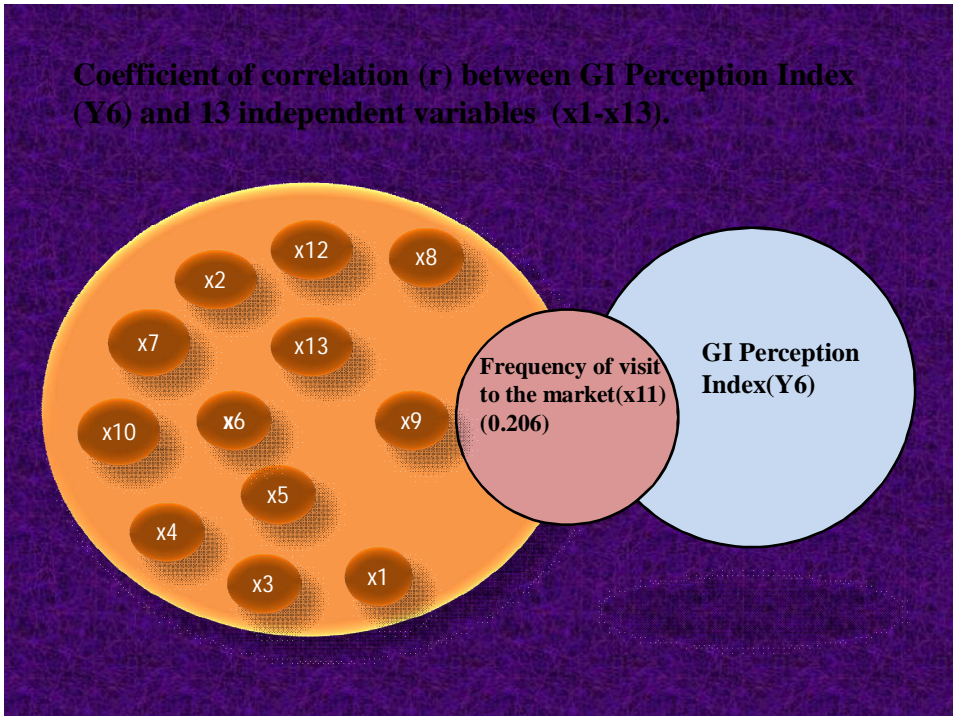 Coefficient of correlation (r) between GI Perception Index
(Y6) and 13 independent variables (x1-x13).
x12
x8
x2
x7
x13
GI Perception
Index(Y6)
Frequency of visit
to the market(x11)
(0.206)
x10
x6
x9
x5
x4
x3
x1